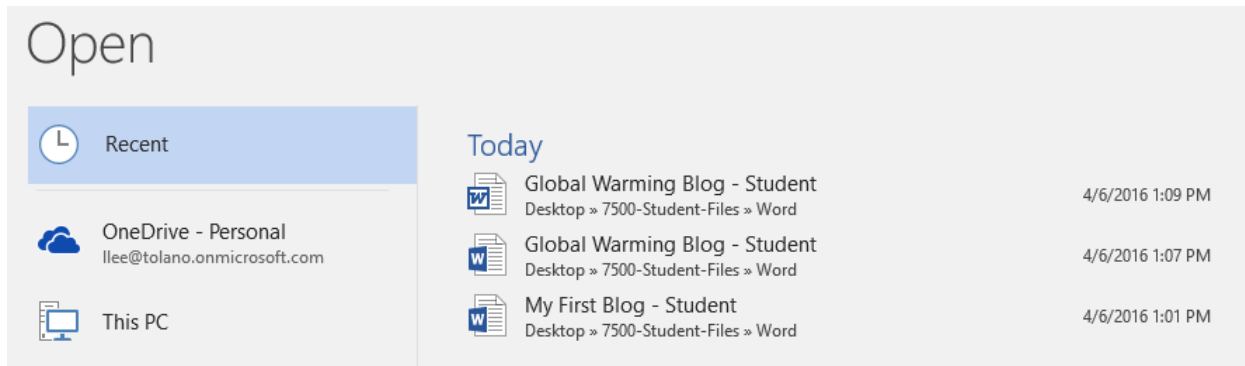 Open
Recent
OneDrive - Personal
llee@tolano.onmicrosoft.com
This PC
Today
Global Warming Blog - Student
Desktop » 7500-Student-Files » Word
4/6/2016 1:09 PM
Global Warming Blog - Student
Desktop » 7500-Student-Files » Word
4/6/2016 1:07 PM
My First Blog - Student
Desktop » 7500-Student-Files » Word
4/6/2016 1:01 PM